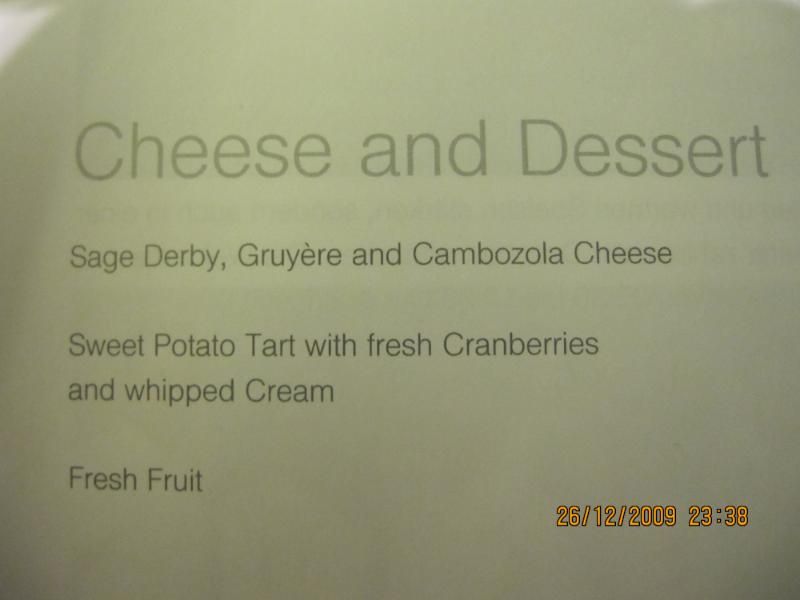 Cheese and Dessert
Sage Derby, Gruyère and Cambozola Cheese
Sweet Potato Tart with fresh Cranberries
and whipped Cream
Fresh Fruit
26/12/2009 23:38